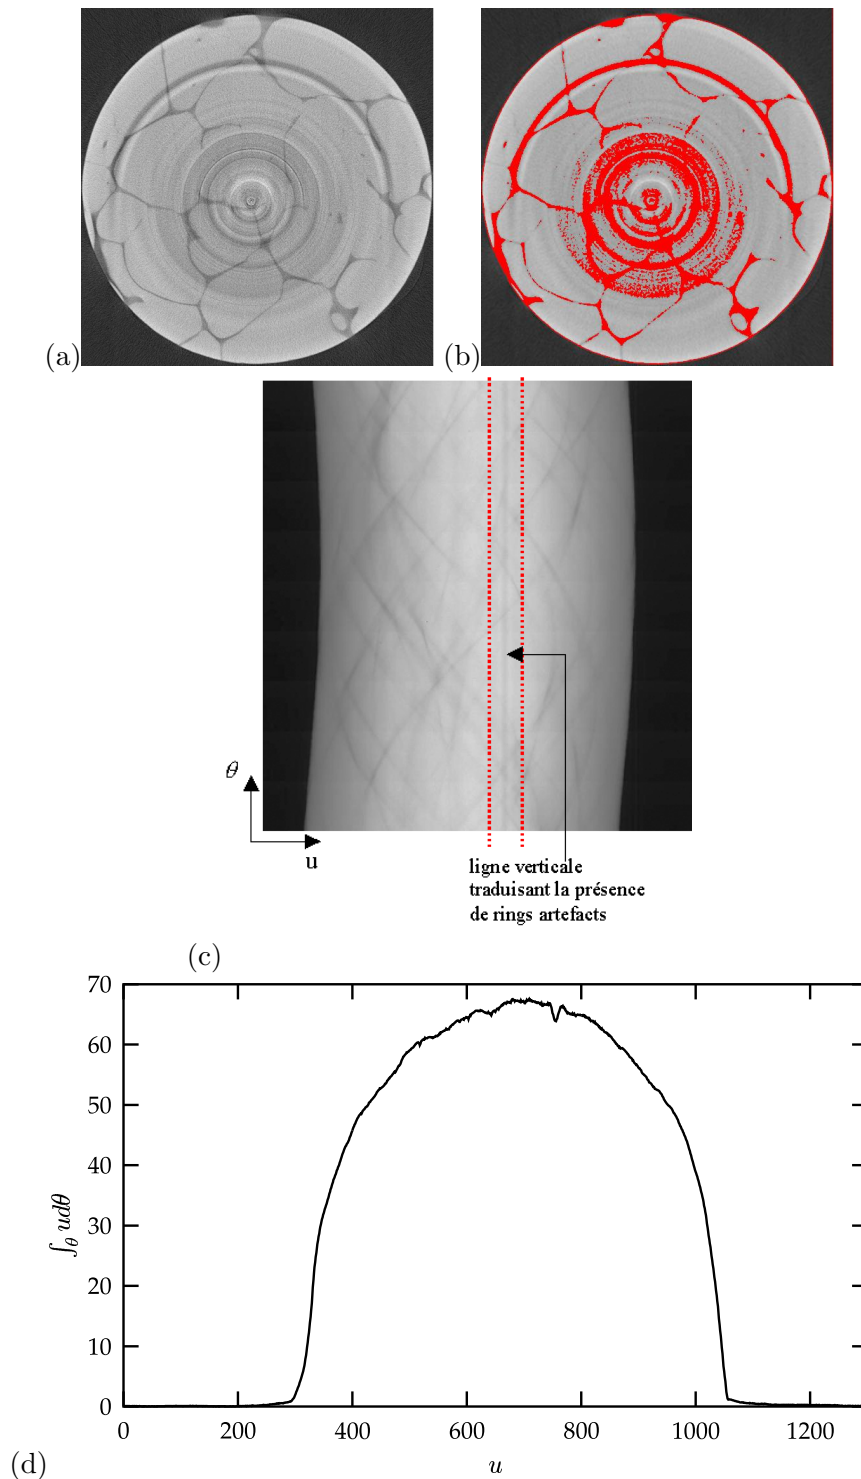 (a)
(b)
θ
u
ligne verticale
traduisant la présence
de rings artefacts
(c)
70
60
50
40
30
20
10
0
∫θ udθ
0 200 400 600 800 1000 1200
u
(d)